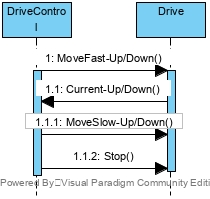 DriveContro
l
Drive
1: MoveFast-Up/Down()
1.1: Current-Up/Down()
1.1.1: MoveSlow-Up/Down()
1.1.2: Stop()
Powered By Visual Paradigm Community Editi